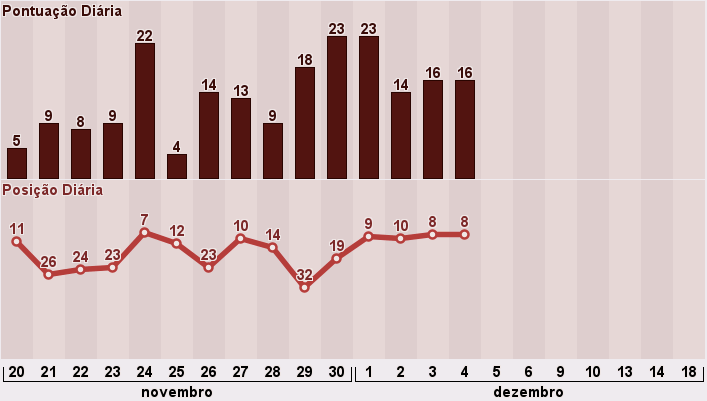 Pontuação Diária
5 9 8 9 22 4 14 13 9 18 23 23 14 16 16
Posição Diária
11 26 24 23 7 12 23 10 14 32 19 9 10 8 8
20 21 22 23 24 25 26 27 28 29 30 1 2 3 4 5 6 9 10 13 14 18
novembro dezembro